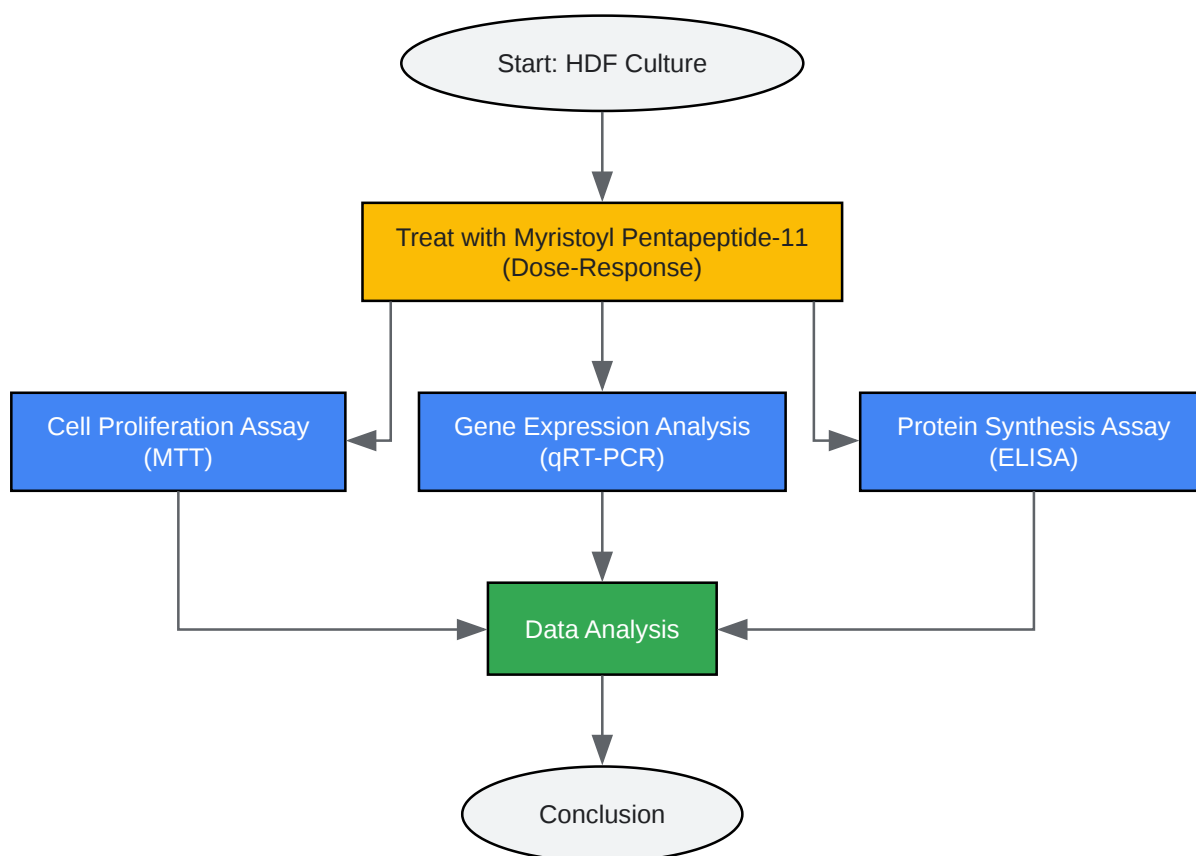 Start: HDF Culture
Treat with Myristoyl Pentapeptide-11
(Dose-Response)
Cell Proliferation Assay
(MTT)
Gene Expression Analysis
(qRT-PCR)
Protein Synthesis Assay
(ELISA)
Data Analysis
Conclusion